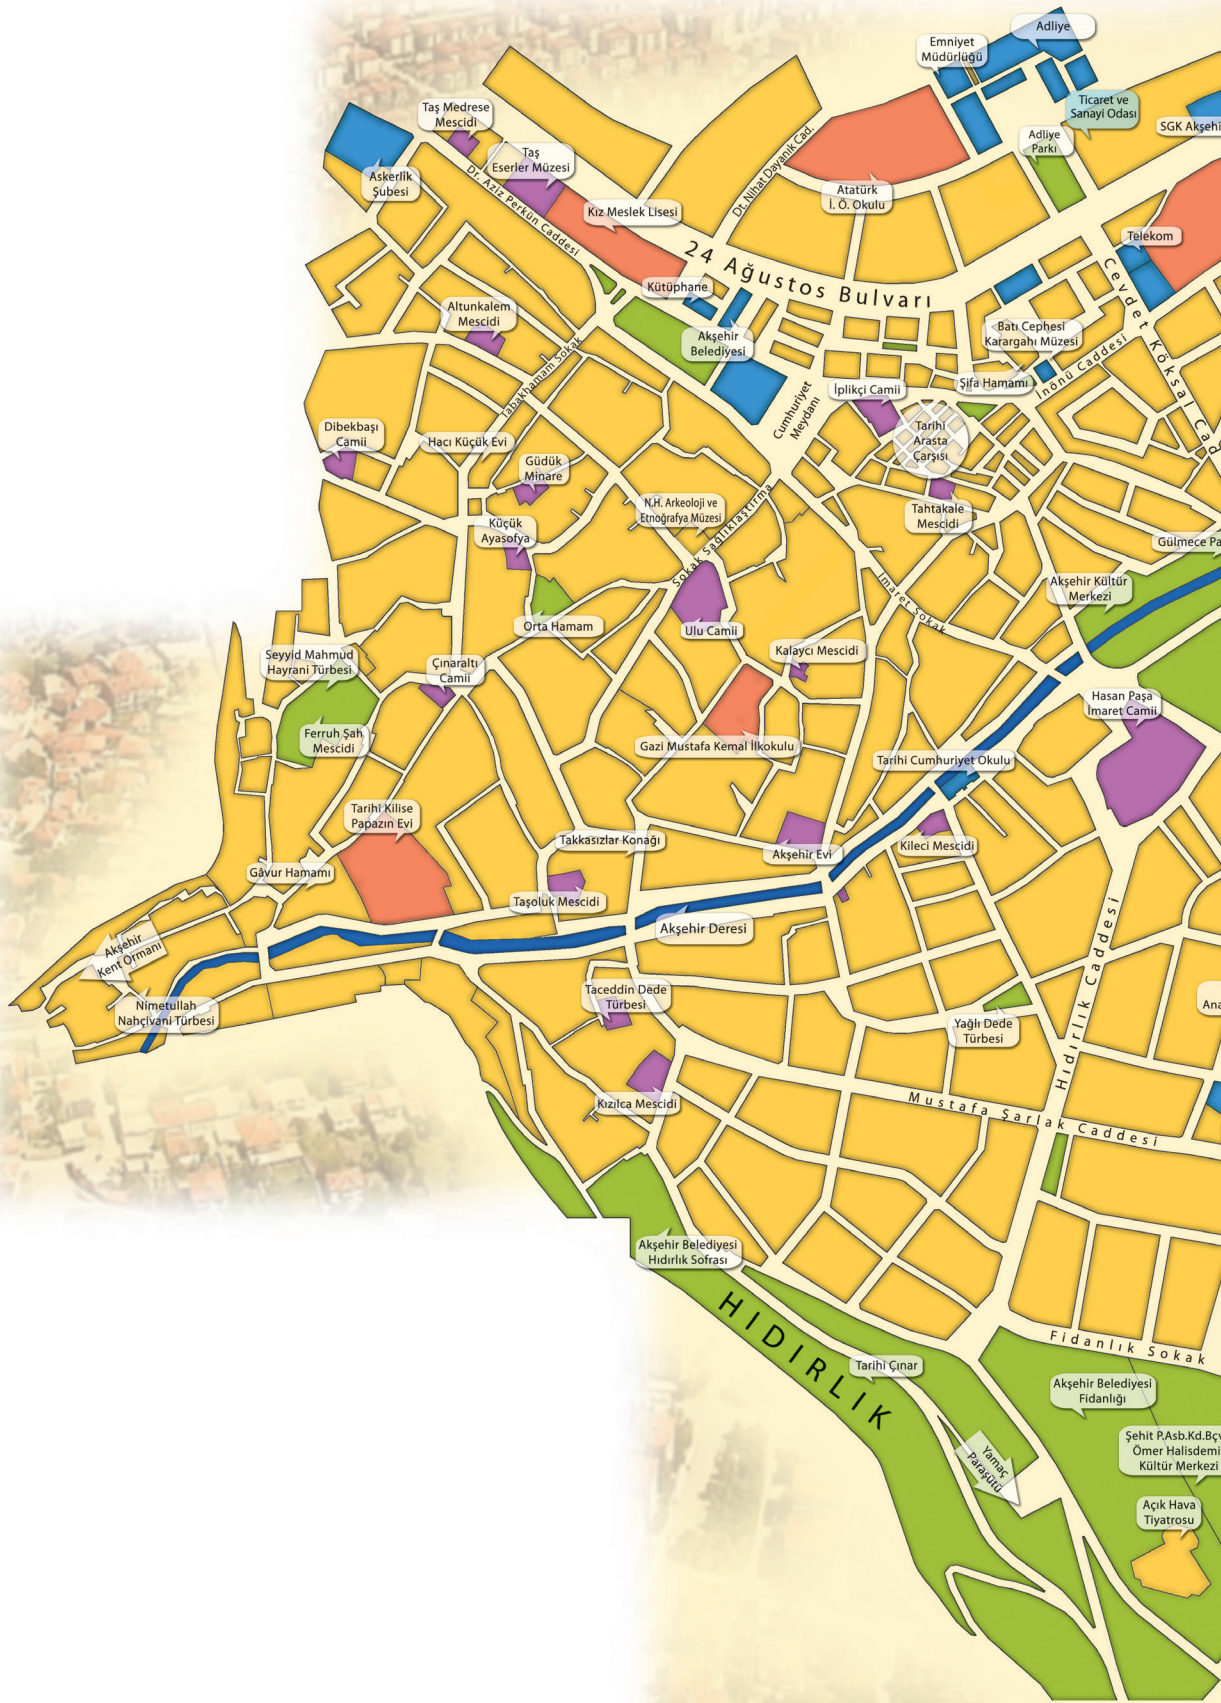 Adliye
Emniyet
Müdürlüğü
Ticaret ve
Sanayi Odası
SGK Akşehi
Taş Medrese
Mescidi
Taş
Eserler Müzesi
Adliye
Parkı
Askerlik
Şubesi
Dr. Aziz Perkün Caddesi
Dt. Nihat Dayanık Cad.
Atatürk
İ. Ö. Okulu
Kız Meslek Lisesi
Telekom
24 Ağustos Bulvarı
Cevdet Köksal Cad
Kütüphane
Altunkalem
Mescidi
Akşehir
Belediyesi
Batı Cephesi
Karargahı Müzesi
İnönü Caddesi
Tabakhamam Sokak
Cumhuriyet
Meydanı
İplikçi Camii
Şifa Hamamı
Dibekbaşı
Camii
Hacı Küçük Evi
Tarihi
Arasta
Çarşısı
Güdük
Minare
N.H. Arkeoloji ve
Etnoğrafya Müzesi
Tahtakale
Mescidi
Küçük
Ayasofya
Sokak Sağlıklaştırma
Gülmece Pa
İmaret Sokak
Akşehir Kültür
Merkezi
Orta Hamam
Ulu Camii
Kalaycı Mescidi
Seyyid Mahmud
Hayrani Türbesi
Çınaraltı
Camii
Hasan Paşa
İmaret Camii
Ferruh Şah
Mescidi
Gazi Mustafa Kemal İlkokulu
Tarihi Cumhuriyet Okulu
Tarihi Kilise
Papazın Evi
Takkasızlar Konağı
Akşehir Evi
Kileci Mescidi
Gâvur Hamamı
Taşoluk Mescidi
Akşehir Deresi
Akşehir
Kent Ormanı
Hıdırlık Caddesi
Taceddin Dede
Türbesi
Nimetullah
Nahçivani Türbesi
Ana
Yağlı Dede
Türbesi
Kızılca Mescidi
Mustafa Şarlak Caddesi
Akşehir Belediyesi
Hıdırlık Sofrası
HIDIRLIK
Fidanlık Sokak
Tarihi Çınar
Akşehir Belediyesi
Fidanlığı
Şehit P.Asb.Kd.Bçv
Ömer Halisdemi
Kültür Merkezi
Yamaç
Paraşütü
Açık Hava
Tiyatrosu